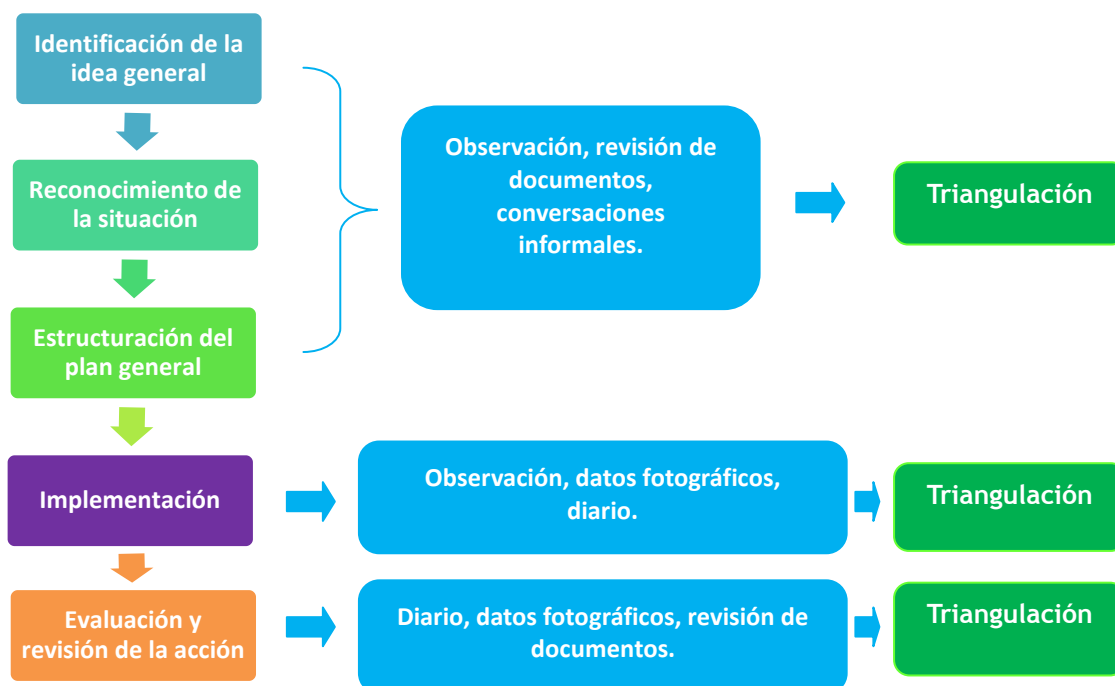 Identificación de la
idea general
Reconocimiento de
la situación
Estructuración del
plan general
Observación, revisión de
documentos,
conversaciones
informales.
Triangulación
Implementación
Observación, datos fotográficos,
diario.
Triangulación
Evaluación y
revisión de la acción
Diario, datos fotográficos, revisión de
documentos.
Triangulación